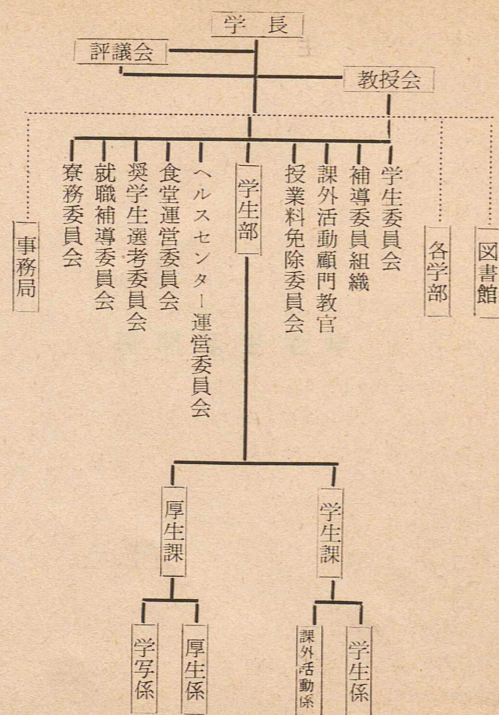 学長
評議会
教授会
図書館
各学部
学生委員会
補導委員組織
課外活動顧問教官
授業料免除委員会
学生部
ヘルスセンター運営委員会
食堂運営委員会
奨学生選考委員会
就職補導委員会
寮務委員会
事務局
学生課
厚生課
学生係
課外活動係
厚生係
学写係